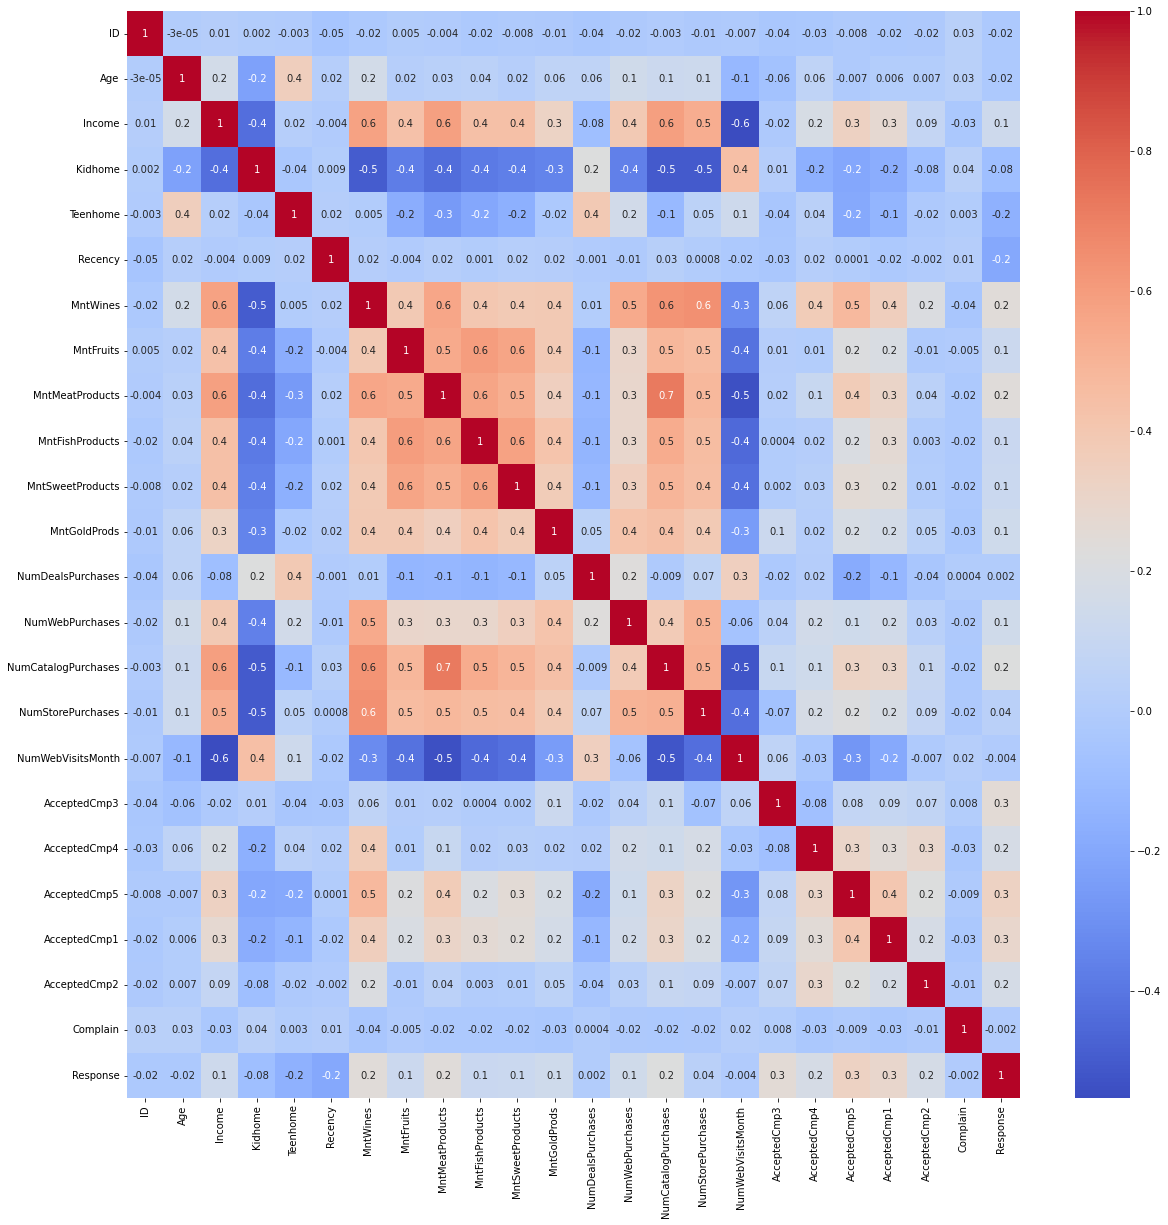 ID 1 -3e-05 0.01 0.002 -0.003 -0.05 -0.02 0.005 -0.004 -0.02 -0.008 -0.01 -0.04 -0.02 -0.003 -0.01 -0.007 -0.04 -0.03 -0.008 -0.02 -0.02 0.03 -0.02
Age -3e-05 1 0.2 -0.2 0.4 0.02 0.2 0.02 0.03 0.04 0.02 0.06 0.06 0.1 0.1 0.1 -0.1 -0.06 0.06 -0.007 0.006 0.007 0.03 -0.02
Income 0.01 0.2 1 -0.4 0.02 -0.004 0.6 0.4 0.6 0.4 0.4 0.3 -0.08 0.4 0.6 0.5 -0.6 -0.02 0.2 0.3 0.3 0.09 -0.03 0.1
Kidhome 0.002 -0.2 -0.4 1 -0.04 0.009 -0.5 -0.4 -0.4 -0.4 -0.4 -0.3 0.2 -0.4 -0.5 -0.5 0.4 0.01 -0.2 -0.2 -0.2 -0.08 0.04 -0.08
Teenhome -0.003 0.4 0.02 -0.04 1 0.02 0.005 -0.2 -0.3 -0.2 -0.2 -0.02 0.4 0.2 -0.1 0.05 0.1 -0.04 0.04 -0.2 -0.1 -0.02 0.003 -0.2
Recency -0.05 0.02 -0.004 0.009 0.02 1 0.02 -0.004 0.02 0.001 0.02 0.02 -0.001 -0.01 0.03 0.0008 -0.02 -0.03 0.02 0.0001 -0.02 -0.002 0.01 -0.2
MntWines -0.02 0.2 0.6 -0.5 0.005 0.02 1 0.4 0.6 0.4 0.4 0.4 0.01 0.5 0.6 0.6 -0.3 0.06 0.4 0.5 0.4 0.2 -0.04 0.2
MntFruits 0.005 0.02 0.4 -0.4 -0.2 -0.004 0.4 1 0.5 0.6 0.6 0.4 -0.1 0.3 0.5 0.5 -0.4 0.01 0.01 0.2 0.2 -0.01 -0.005 0.1
MntMeatProducts -0.004 0.03 0.6 -0.4 -0.3 0.02 0.6 0.5 1 0.6 0.5 0.4 -0.1 0.3 0.7 0.5 -0.5 0.02 0.1 0.4 0.3 0.04 -0.02 0.2
MntFishProducts -0.02 0.04 0.4 -0.4 -0.2 0.001 0.4 0.6 0.6 1 0.6 0.4 -0.1 0.3 0.5 0.5 -0.4 0.0004 0.02 0.2 0.3 0.003 -0.02 0.1
MntSweetProducts -0.008 0.02 0.4 -0.4 -0.2 0.02 0.4 0.6 0.5 0.6 1 0.4 -0.1 0.3 0.5 0.4 -0.4 0.002 0.03 0.3 0.2 0.01 -0.02 0.1
MntGoldProds -0.01 0.06 0.3 -0.3 -0.02 0.02 0.4 0.4 0.4 0.4 0.4 1 0.05 0.4 0.4 0.4 -0.3 0.1 0.02 0.2 0.2 0.05 -0.03 0.1
NumDealsPurchases -0.04 0.06 -0.08 0.2 0.4 -0.001 0.01 -0.1 -0.1 -0.1 -0.1 0.05 1 0.2 -0.009 0.07 0.3 -0.02 0.02 -0.2 -0.1 -0.04 0.0004 0.002
NumWebPurchases -0.02 0.1 0.4 -0.4 0.2 -0.01 0.5 0.3 0.3 0.3 0.3 0.4 0.2 1 0.4 0.5 -0.06 0.04 0.2 0.1 0.2 0.03 -0.02 0.1
NumCatalogPurchases -0.003 0.1 0.6 -0.5 -0.1 0.03 0.6 0.5 0.7 0.5 0.5 0.4 -0.009 0.4 1 0.5 -0.5 0.1 0.1 0.3 0.3 0.1 -0.02 0.2
NumStorePurchases -0.01 0.1 0.5 -0.5 0.05 0.0008 0.6 0.5 0.5 0.5 0.4 0.4 0.07 0.5 0.5 1 -0.4 -0.07 0.2 0.2 0.2 0.09 -0.02 0.04
NumWebVisitsMonth -0.007 -0.1 -0.6 0.4 0.1 -0.02 -0.3 -0.4 -0.5 -0.4 -0.4 -0.3 0.3 -0.06 -0.5 -0.4 1 0.06 -0.03 -0.3 -0.2 -0.007 0.02 -0.004
AcceptedCmp3 -0.04 -0.06 -0.02 0.01 -0.04 -0.03 0.06 0.01 0.02 0.0004 0.002 0.1 -0.02 0.04 0.1 -0.07 0.06 1 -0.08 0.08 0.09 0.07 0.008 0.3
AcceptedCmp4 -0.03 0.06 0.2 -0.2 0.04 0.02 0.4 0.01 0.1 0.02 0.03 0.02 0.02 0.2 0.1 0.2 -0.03 -0.08 1 0.3 0.3 0.3 -0.03 0.2
AcceptedCmp5 -0.008 -0.007 0.3 -0.2 -0.2 0.0001 0.5 0.2 0.4 0.2 0.3 0.2 -0.2 0.1 0.3 0.2 -0.3 0.08 0.3 1 0.4 0.2 -0.009 0.3
AcceptedCmp1 -0.02 0.006 0.3 -0.2 -0.1 -0.02 0.4 0.2 0.3 0.3 0.2 0.2 -0.1 0.2 0.3 0.2 -0.2 0.09 0.3 0.4 1 0.2 -0.03 0.3
AcceptedCmp2 -0.02 0.007 0.09 -0.08 -0.02 -0.002 0.2 -0.01 0.04 0.003 0.01 0.05 -0.04 0.03 0.1 0.09 -0.007 0.07 0.3 0.2 0.2 1 -0.01 0.2
Complain 0.03 0.03 -0.03 0.04 0.003 0.01 -0.04 -0.005 -0.02 -0.02 -0.02 -0.03 0.0004 -0.02 -0.02 -0.02 0.02 0.008 -0.03 -0.009 -0.03 -0.01 1 -0.002
Response -0.02 -0.02 0.1 -0.08 -0.2 -0.2 0.2 0.1 0.2 0.1 0.1 0.1 0.002 0.1 0.2 0.04 -0.004 0.3 0.2 0.3 0.3 0.2 -0.002 1
ID
Age
Income
Kidhome
Teenhome
Recency
MntWines
MntFruits
MntMeatProducts
MntFishProducts
MntSweetProducts
MntGoldProds
NumDealsPurchases
NumWebPurchases
NumCatalogPurchases
NumStorePurchases
NumWebVisitsMonth
AcceptedCmp3
AcceptedCmp4
AcceptedCmp5
AcceptedCmp1
AcceptedCmp2
Complain
Response
1.0
0.8
0.6
0.4
0.2
0.0
−0.2
−0.4